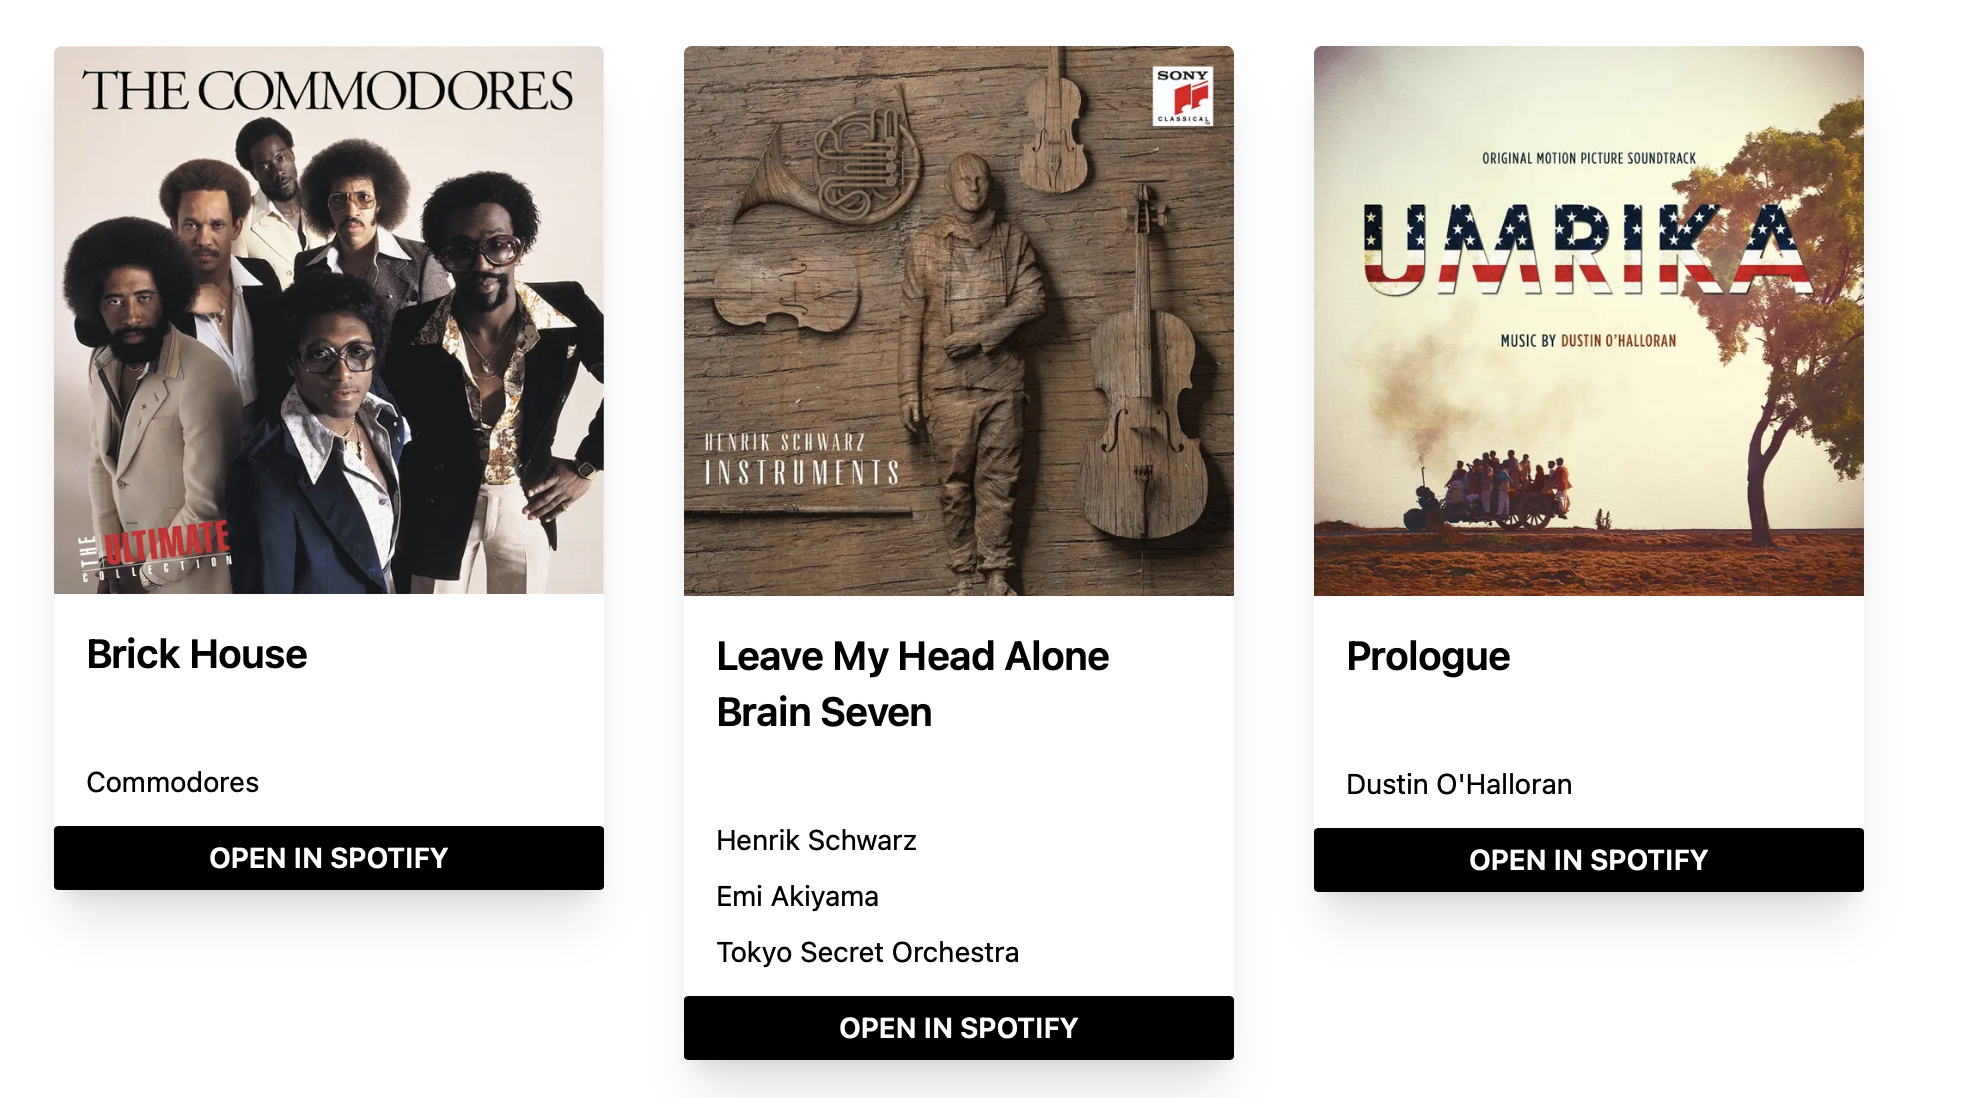 THE COMMODORES
THE ULTIMATE
COLLECTION
Brick House
Commodores
OPEN IN SPOTIFY
SONY
CLASSICAL
HENRIK SCHWARZ
INSTRUMENTS
Leave My Head Alone
Brain Seven
Henrik Schwarz
Emi Akiyama
Tokyo Secret Orchestra
OPEN IN SPOTIFY
ORIGINAL MOTION PICTURE SOUNDTRACK
UMRIKA
MUSIC BY DUSTIN O'HALLORAN
Prologue
Dustin O'Halloran
OPEN IN SPOTIFY